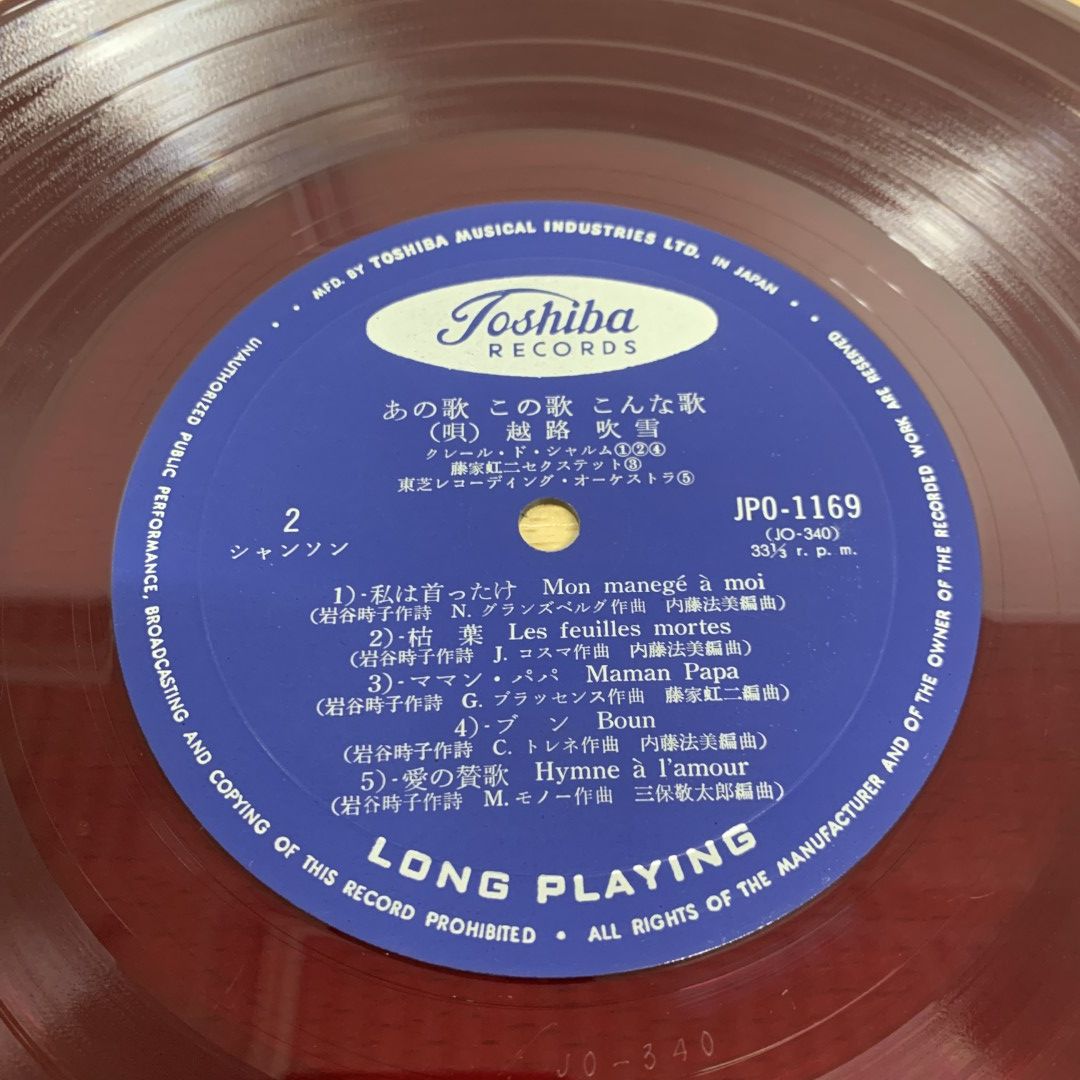 MFD. BY TOSHIBA MUSICAL INDUSTRIES LTD. IN JAPAN
Toshiba
RECORDS
あの歌 この歌 こんな歌
(唄) 越路 吹雪
クレール・ド・シャルム①②④
藤家虹二セクステット③
東芝レコーディング・オーケストラ⑤
2
シャンソン
JPO-1169
(JO-340)
33⅓ r. p. m.
1)-私は首ったけ Mon manegé à moi
(岩谷時子作詩 N. グランズベルグ作曲 内藤法美編曲)
2)-枯 葉 Les feuilles mortes
(岩谷時子作詩 J. コスマ作曲 内藤法美編曲)
3)-ママン・パパ Maman Papa
(岩谷時子作詩 G. ブラッセンス作曲 藤家虹二編曲)
4)-ブ ン Boun
(岩谷時子作詩 C. トレネ作曲 内藤法美編曲)
5)-愛の賛歌 Hymne à l'amour
(岩谷時子作詩 M. モノー作曲 三保敬太郎編曲)
LONG PLAYING
UNAUTHORIZED PUBLIC PERFORMANCE, BROADCASTING AND COPYING OF THIS RECORD PROHIBITED • ALL RIGHTS OF THE MANUFACTURER AND OF THE OWNER OF THE RECORDED WORK ARE RESERVED
JO-340